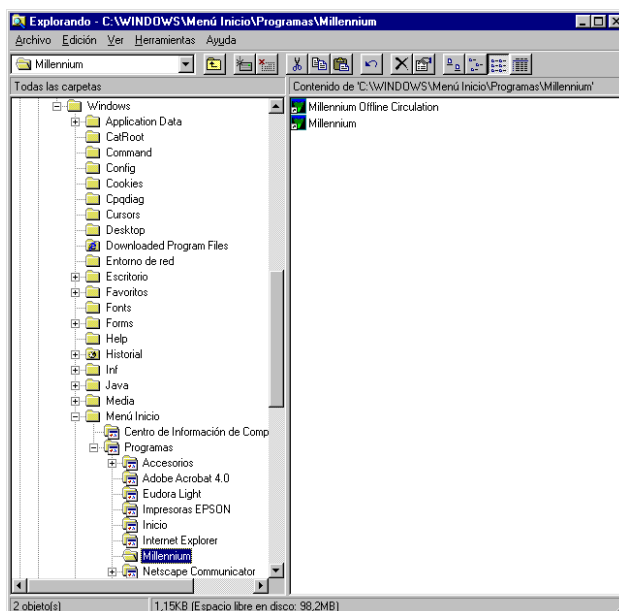 Explorando - C:\WINDOWS\Menú Inicio\Programas\Millennium
Archivo Edición Ver Herramientas Ayuda
Millennium
Todas las carpetas
Contenido de 'C:\WINDOWS\Menú Inicio\Programas\Millennium'
Windows
Application Data
CatRoot
Command
Config
Cookies
Cpqdiag
Cursors
Desktop
Downloaded Program Files
Entorno de red
Escritorio
Favoritos
Fonts
Forms
Help
Historial
Inf
Java
Media
Menú Inicio
Centro de Información de Comp
Programas
Accesorios
Adobe Acrobat 4.0
Eudora Light
Impresoras EPSON
Inicio
Internet Explorer
Millennium
Netscape Communicator
Millennium Offline Circulation
Millennium
2 objeto(s)
1,15KB (Espacio libre en disco: 98,2MB)